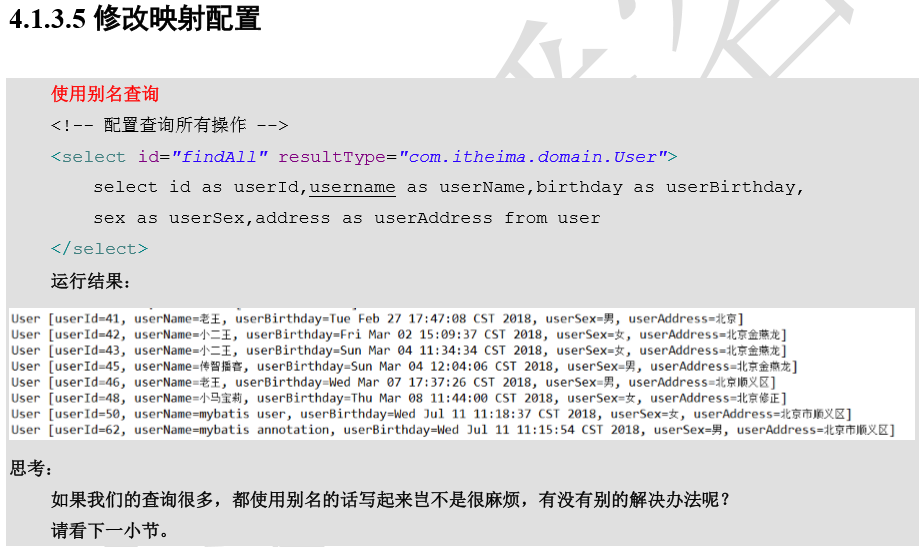 4.1.3.5 修改映射配置
使用别名查询
<!-- 配置查询所有操作 -->
<select id="findAll" resultType="com.itheima.domain.User">
select id as userId,username as userName,birthday as userBirthday,
sex as userSex,address as userAddress from user
</select>
运行结果：
User [userId=41, userName=老王, userBirthday=Tue Feb 27 17:47:08 CST 2018, userSex=男, userAddress=北京]
User [userId=42, userName=小二王, userBirthday=Fri Mar 02 15:09:37 CST 2018, userSex=女, userAddress=北京金燕龙]
User [userId=43, userName=小二王, userBirthday=Sun Mar 04 11:34:34 CST 2018, userSex=女, userAddress=北京金燕龙]
User [userId=45, userName=传智播客, userBirthday=Sun Mar 04 12:04:06 CST 2018, userSex=男, userAddress=北京金燕龙]
User [userId=46, userName=老王, userBirthday=Wed Mar 07 17:37:26 CST 2018, userSex=男, userAddress=北京顺义区]
User [userId=48, userName=小马宝莉, userBirthday=Thu Mar 08 11:44:00 CST 2018, userSex=女, userAddress=北京修正]
User [userId=50, userName=mybatis user, userBirthday=Wed Jul 11 11:18:37 CST 2018, userSex=女, userAddress=北京市顺义区]
User [userId=62, userName=mybatis annotation, userBirthday=Wed Jul 11 11:15:54 CST 2018, userSex=男, userAddress=北京市顺义区]
思考：
如果我们的查询很多，都使用别名的话写起来岂不是很麻烦，有没有别的解决办法呢？
请看下一小节。